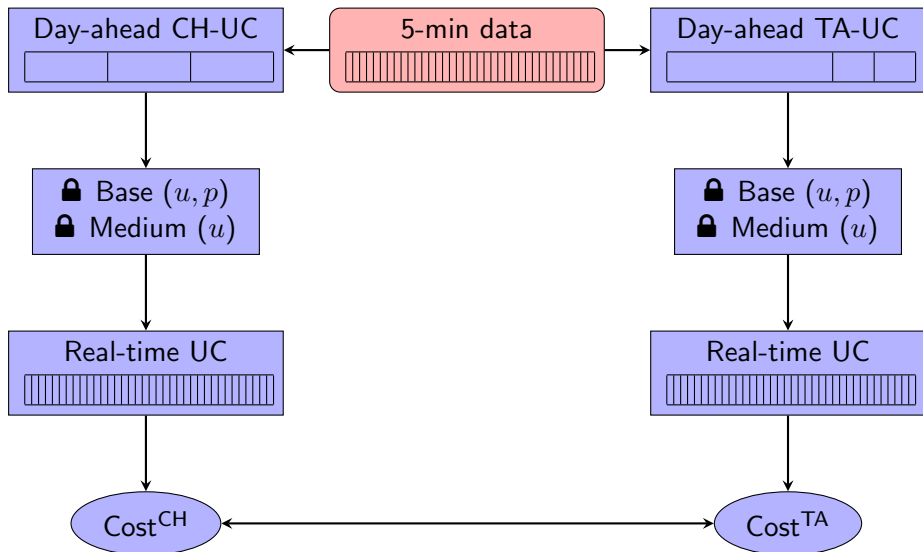 Day-ahead CH-UC
5-min data
Day-ahead TA-UC
Base (u, p)
Medium (u)
Base (u, p)
Medium (u)
Real-time UC
Real-time UC
Cost^CH
Cost^TA